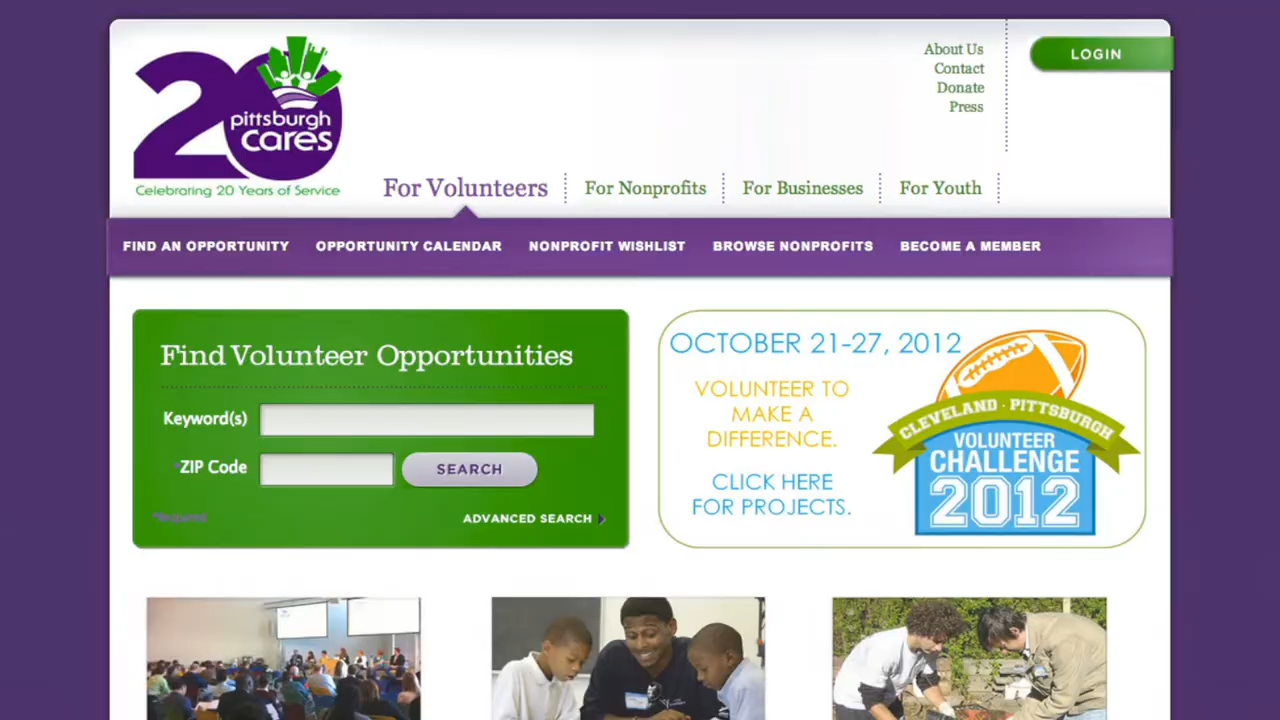 20
pittsburgh
cares
Celebrating 20 Years of Service
About Us
Contact
Donate
Press
LOGIN
For Volunteers
For Nonprofits
For Businesses
For Youth
FIND AN OPPORTUNITY
OPPORTUNITY CALENDAR
NONPROFIT WISHLIST
BROWSE NONPROFITS
BECOME A MEMBER
Find Volunteer Opportunities
Keyword(s)
*ZIP Code
SEARCH
*Required
ADVANCED SEARCH
OCTOBER 21-27, 2012
VOLUNTEER TO
MAKE A
DIFFERENCE.
CLICK HERE
FOR PROJECTS.
CLEVELAND · PITTSBURGH
VOLUNTEER
CHALLENGE
2012